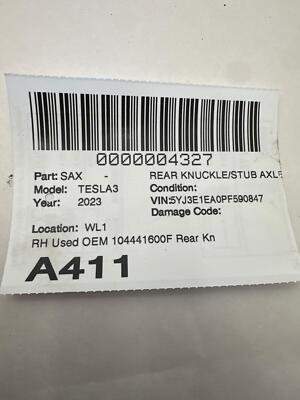 0000004327
Part: SAX - REAR KNUCKLE/STUB AXLE
Model: TESLA3 Condition:
Year: 2023 VIN:5YJ3E1EA0PF590847
Damage Code:
Location: WL1
RH Used OEM 104441600F Rear Kn
A411